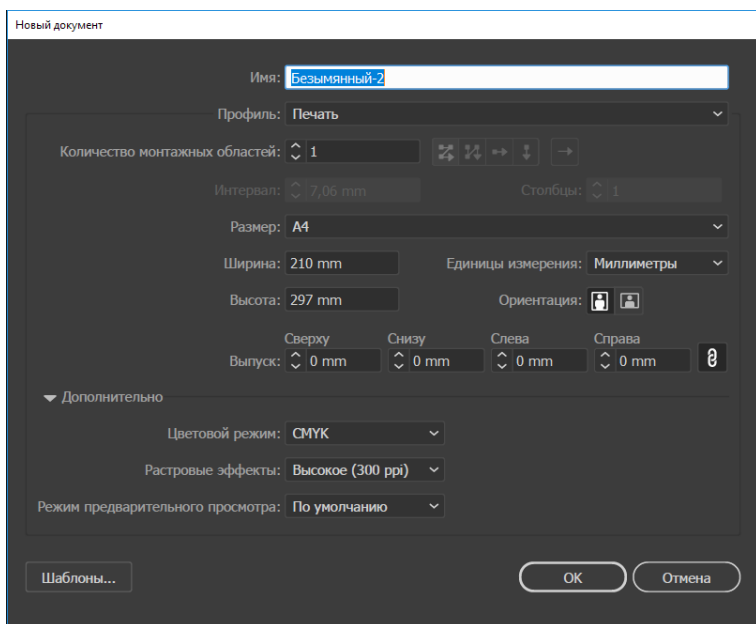 Новый документ
Имя: Безымянный-2
Профиль: Печать
Количество монтажных областей: 1
Интервал: 7,06 mm Столбцы: 1
Размер: A4
Ширина: 210 mm Единицы измерения: Миллиметры
Высота: 297 mm Ориентация:
Сверху Снизу Слева Справа
Выпуск: 0 mm 0 mm 0 mm 0 mm
Дополнительно
Цветовой режим: CMYK
Растровые эффекты: Высокое (300 ppi)
Режим предварительного просмотра: По умолчанию
Шаблоны... OK Отмена